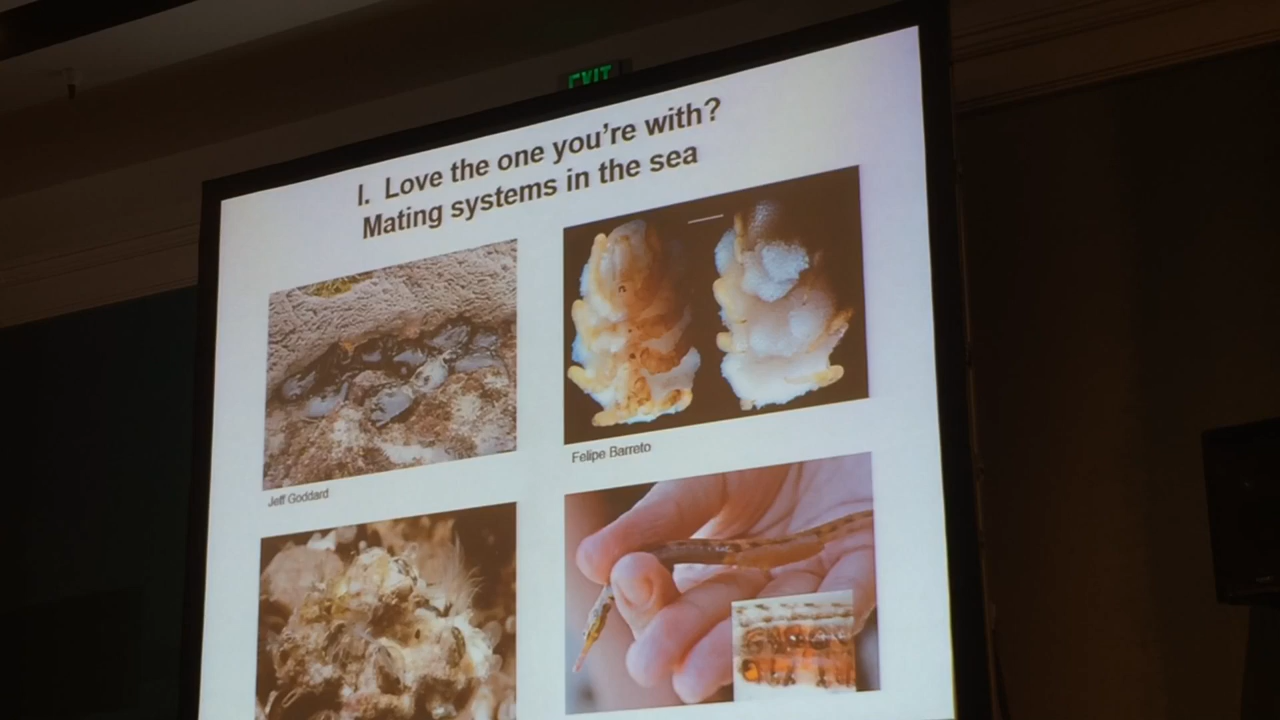 EXIT
I. Love the one you're with?
Mating systems in the sea
Felipe Barreto
Jeff Goddard